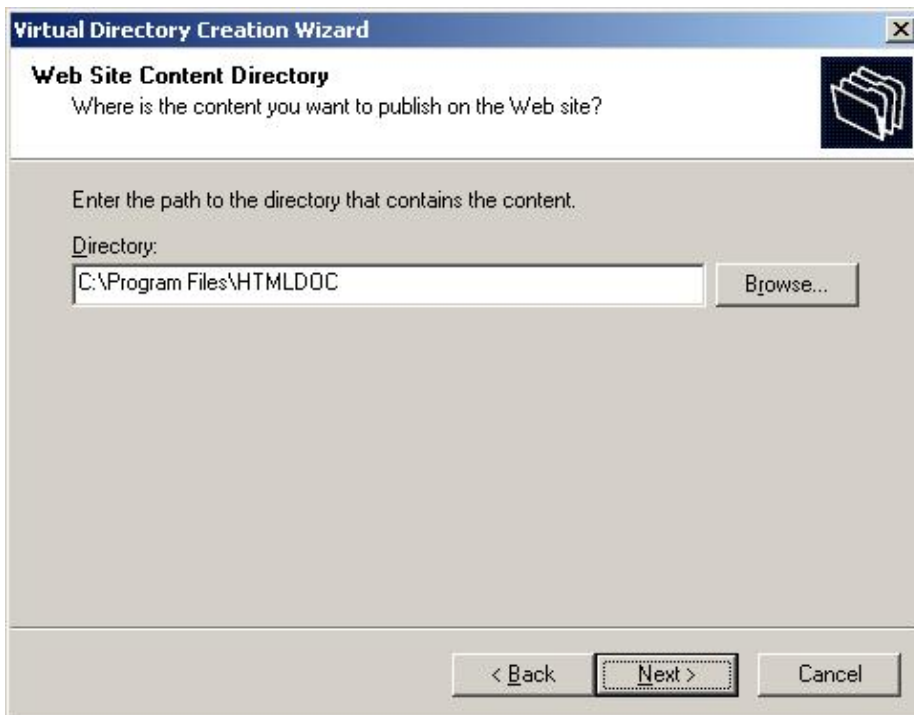 Virtual Directory Creation Wizard
Web Site Content Directory
Where is the content you want to publish on the Web site?
Enter the path to the directory that contains the content.
Directory:
C:\Program Files\HTMLDOC
Browse...
< Back Next > Cancel